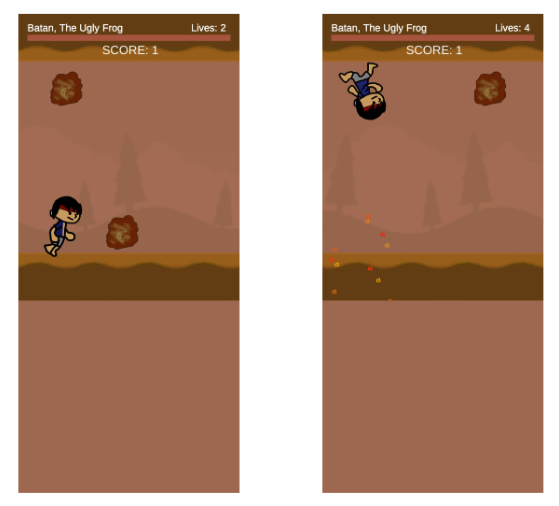 Batan, The Ugly Frog Lives: 2
SCORE: 1
Batan, The Ugly Frog Lives: 4
SCORE: 1